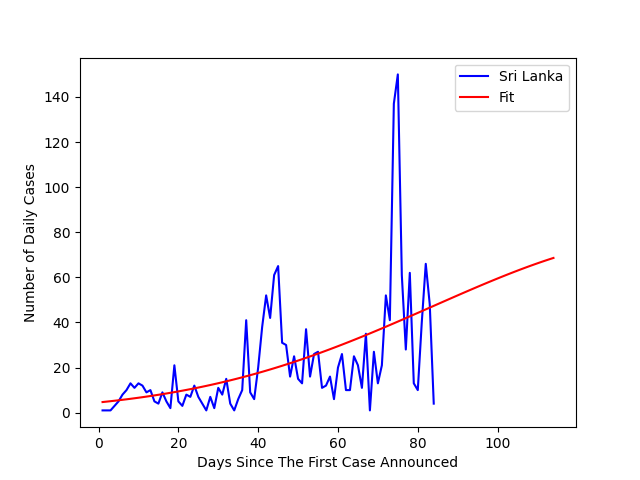 Sri Lanka
Fit
140
120
100
80
60
40
20
0
Number of Daily Cases
0 20 40 60 80 100
Days Since The First Case Announced